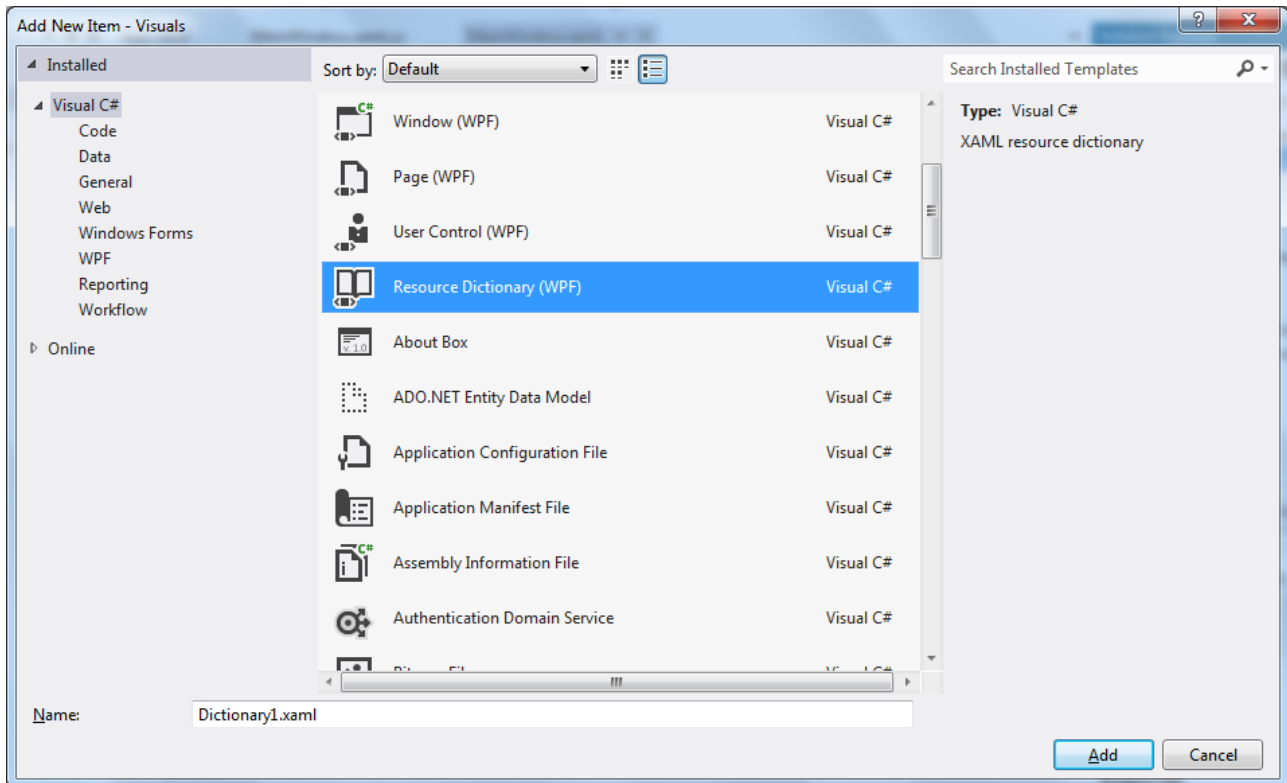 Add New Item - Visuals
Installed
Visual C#
Code
Data
General
Web
Windows Forms
WPF
Reporting
Workflow
Online
Sort by: Default
Window (WPF) Visual C#
Page (WPF) Visual C#
User Control (WPF) Visual C#
Resource Dictionary (WPF) Visual C#
About Box Visual C#
ADO.NET Entity Data Model Visual C#
Application Configuration File Visual C#
Application Manifest File Visual C#
Assembly Information File Visual C#
Authentication Domain Service Visual C#
Search Installed Templates
Type: Visual C#
XAML resource dictionary
Name: Dictionary1.xaml
Add Cancel